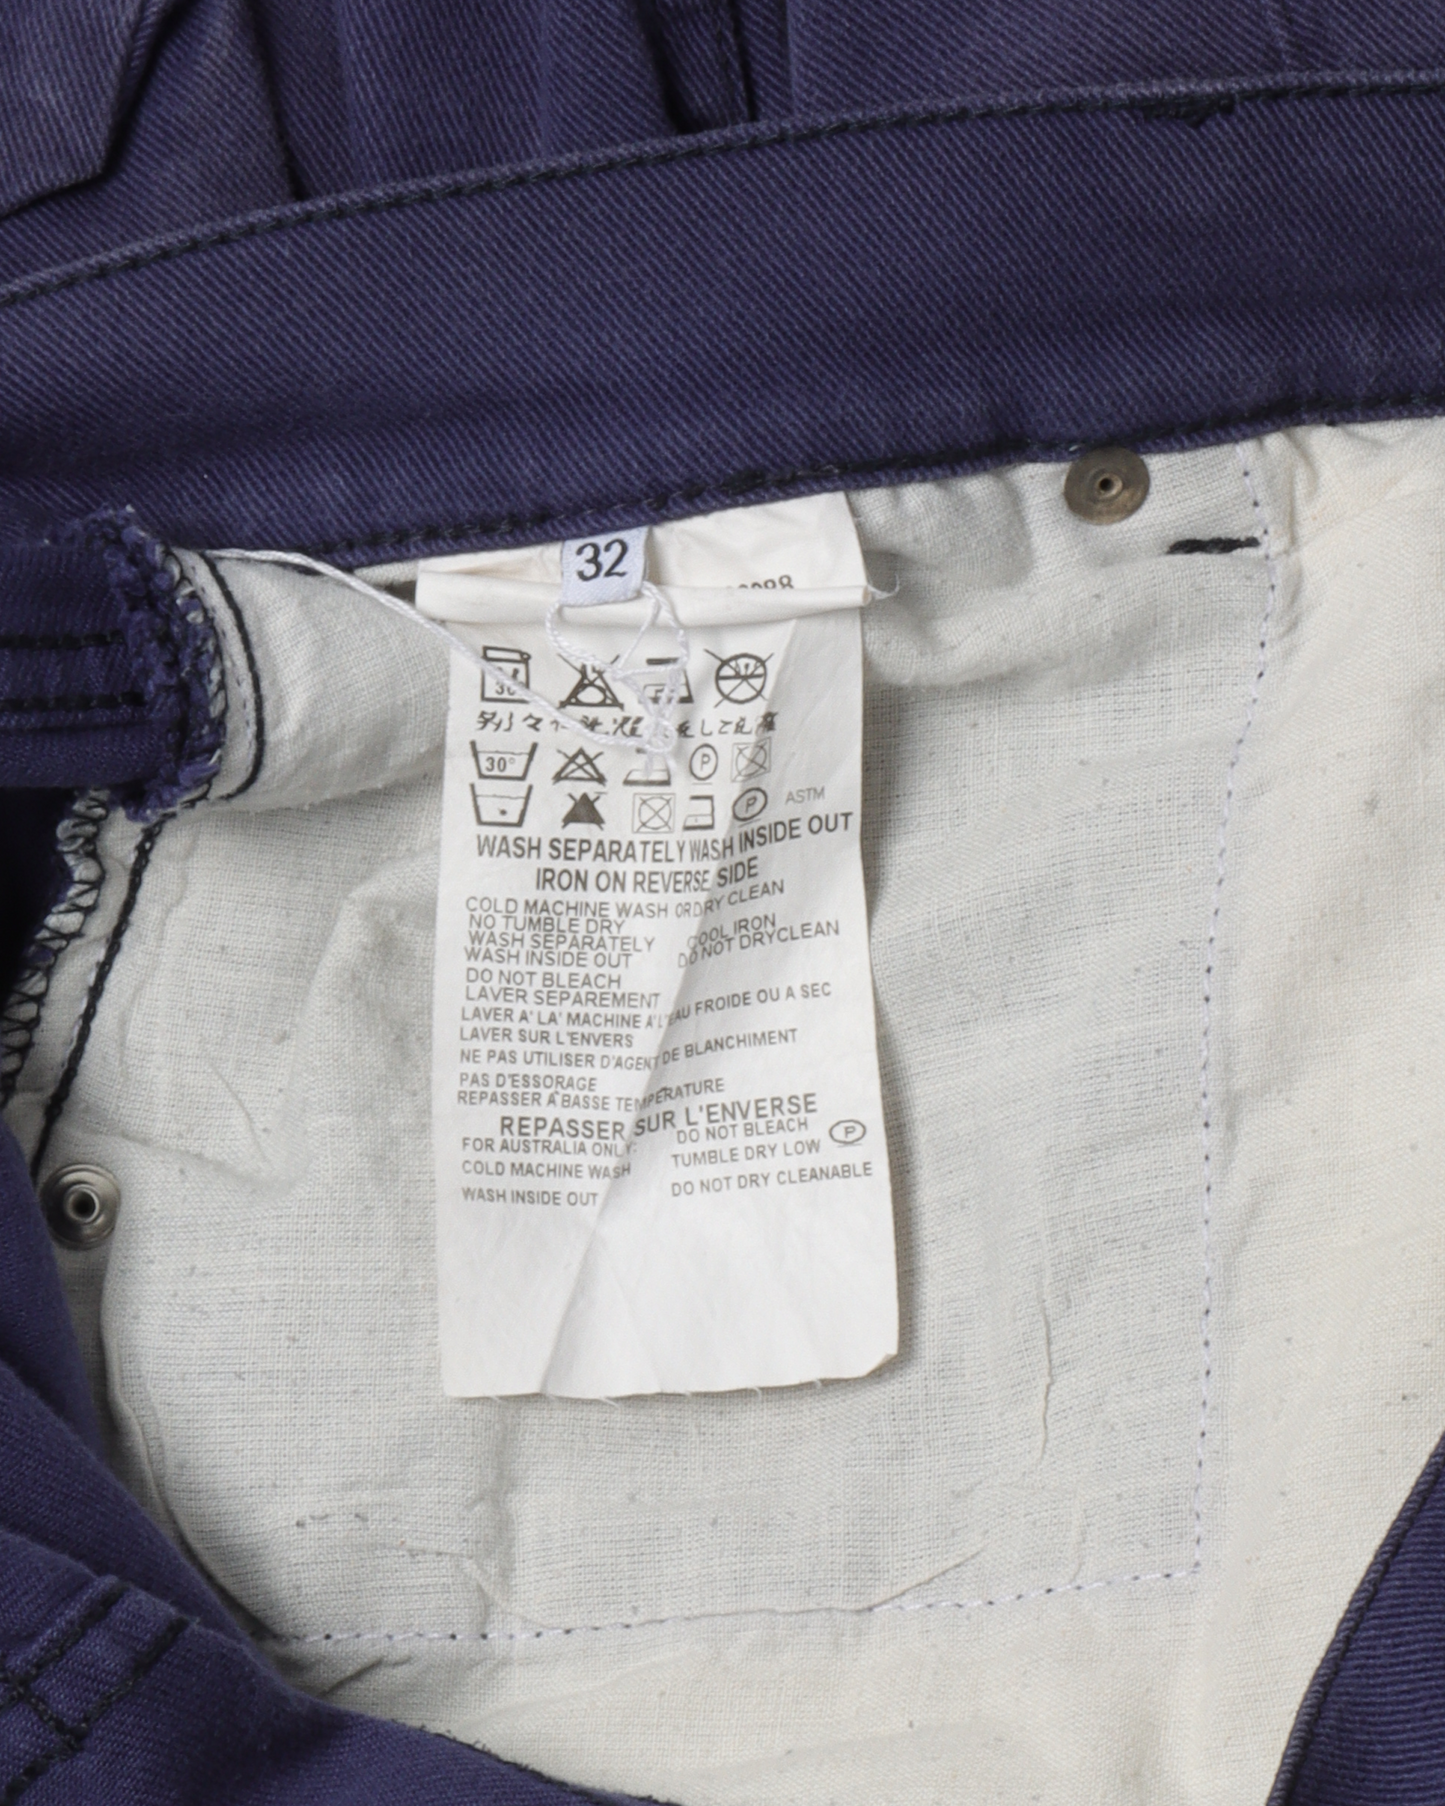 32
30
30°
P
P
ASTM
WASH SEPARATELY WASH INSIDE OUT
IRON ON REVERSE SIDE
COLD MACHINE WASH OR DRY CLEAN
NO TUMBLE DRY COOL IRON
WASH SEPARATELY DO NOT DRYCLEAN
WASH INSIDE OUT
DO NOT BLEACH
LAVER SEPAREMENT
LAVER A' LA' MACHINE A' L'EAU FROIDE OU A SEC
LAVER SUR L'ENVERS
NE PAS UTILISER D'AGENT DE BLANCHIMENT
PAS D'ESSORAGE
REPASSER A BASSE TEMPERATURE
REPASSER SUR L'ENVERSE
FOR AUSTRALIA ONLY: DO NOT BLEACH P
COLD MACHINE WASH TUMBLE DRY LOW
WASH INSIDE OUT DO NOT DRY CLEANABLE